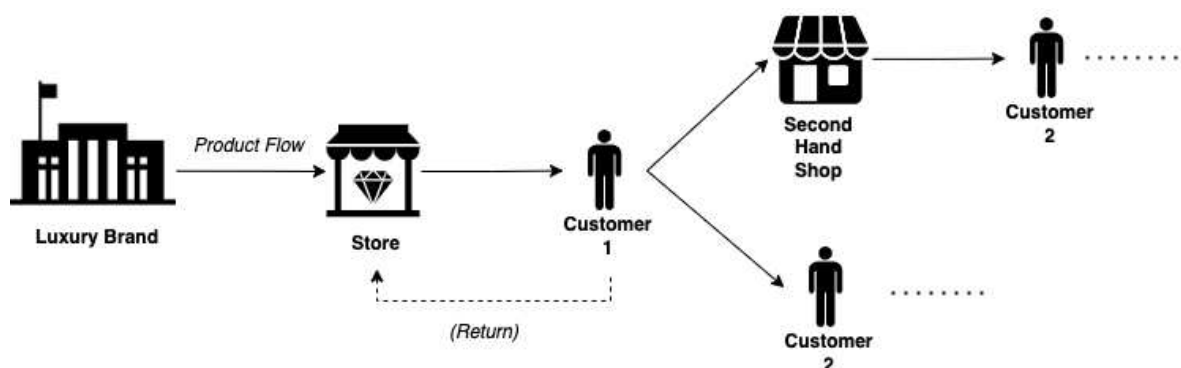 Product Flow
Luxury Brand
Store
Customer
1
(Return)
Second
Hand
Shop
Customer
2
Customer
2